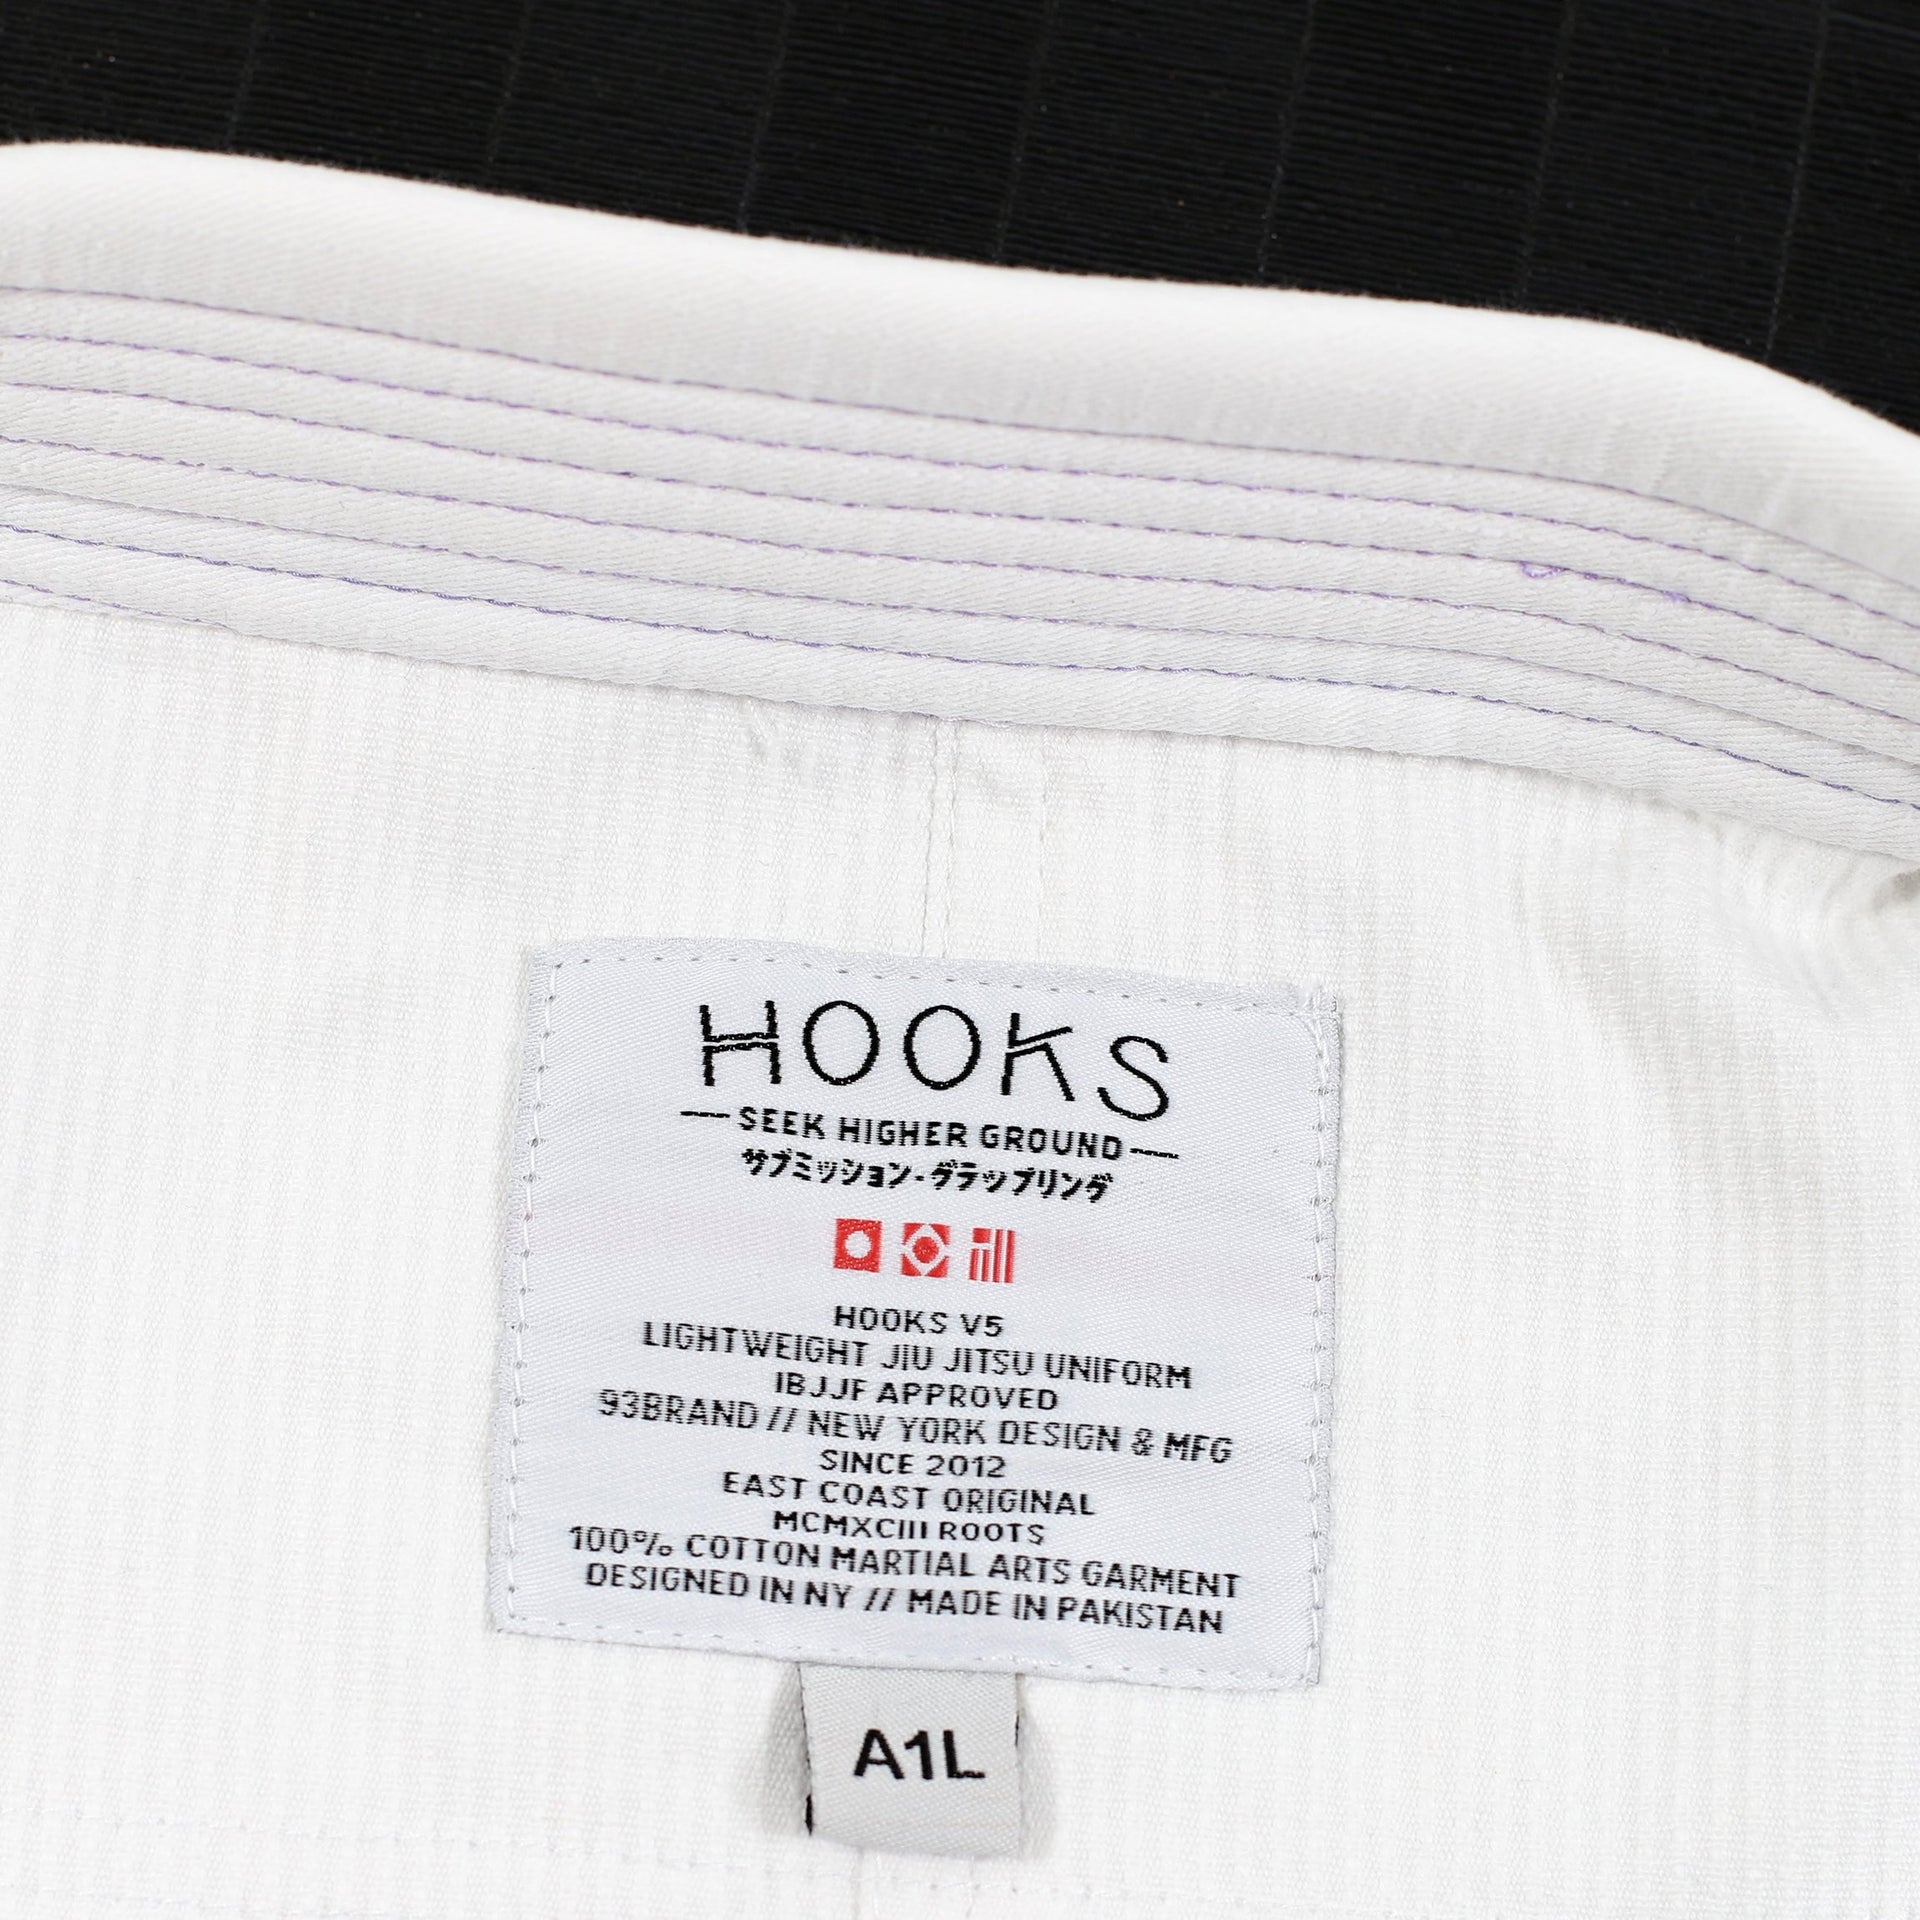 HOOKS
SEEK HIGHER GROUND
サブミッション・グラップリング
HOOKS V5
LIGHTWEIGHT JIU JITSU UNIFORM
IBJJF APPROVED
93BRAND // NEW YORK DESIGN & MFG
SINCE 2012
EAST COAST ORIGINAL
MCMXCIII ROOTS
100% COTTON MARTIAL ARTS GARMENT
DESIGNED IN NY // MADE IN PAKISTAN
A1L